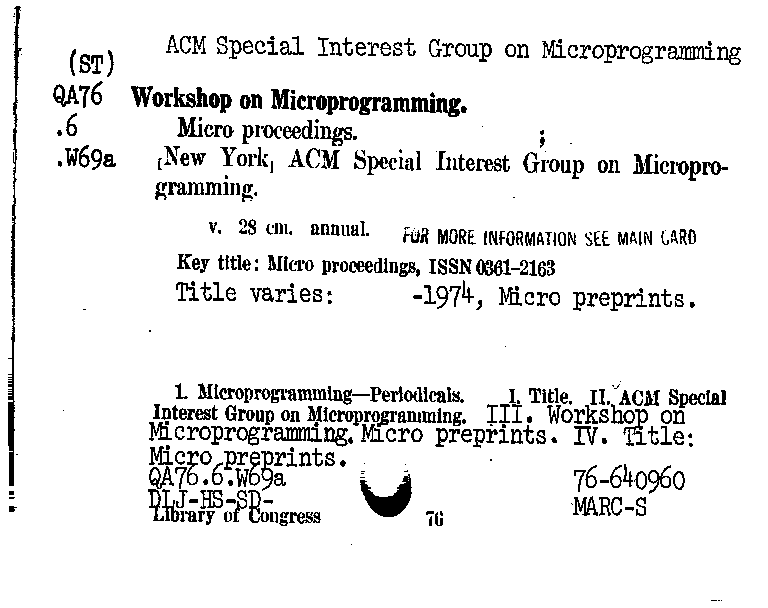 ACM Special Interest Group on Microprogramming
(ST)
QA76 Workshop on Microprogramming.
.6 Micro proceedings. ;
.W69a [New York] ACM Special Interest Group on Micropro-
gramming.
v. 28 cm. annual. FOR MORE INFORMATION SEE MAIN CARD
Key title: Micro proceedings, ISSN 0361-2163
Title varies: -1974, Micro preprints.
1. Microprogramming—Periodicals. I. Title. II. ACM Special
Interest Group on Microprogramming. III. Workshop on
Microprogramming. Micro preprints. IV. Title:
Micro preprints.
QA76.6.W69a 76-640960
DLJ-HS-SD- MARC-S
Library of Congress 76